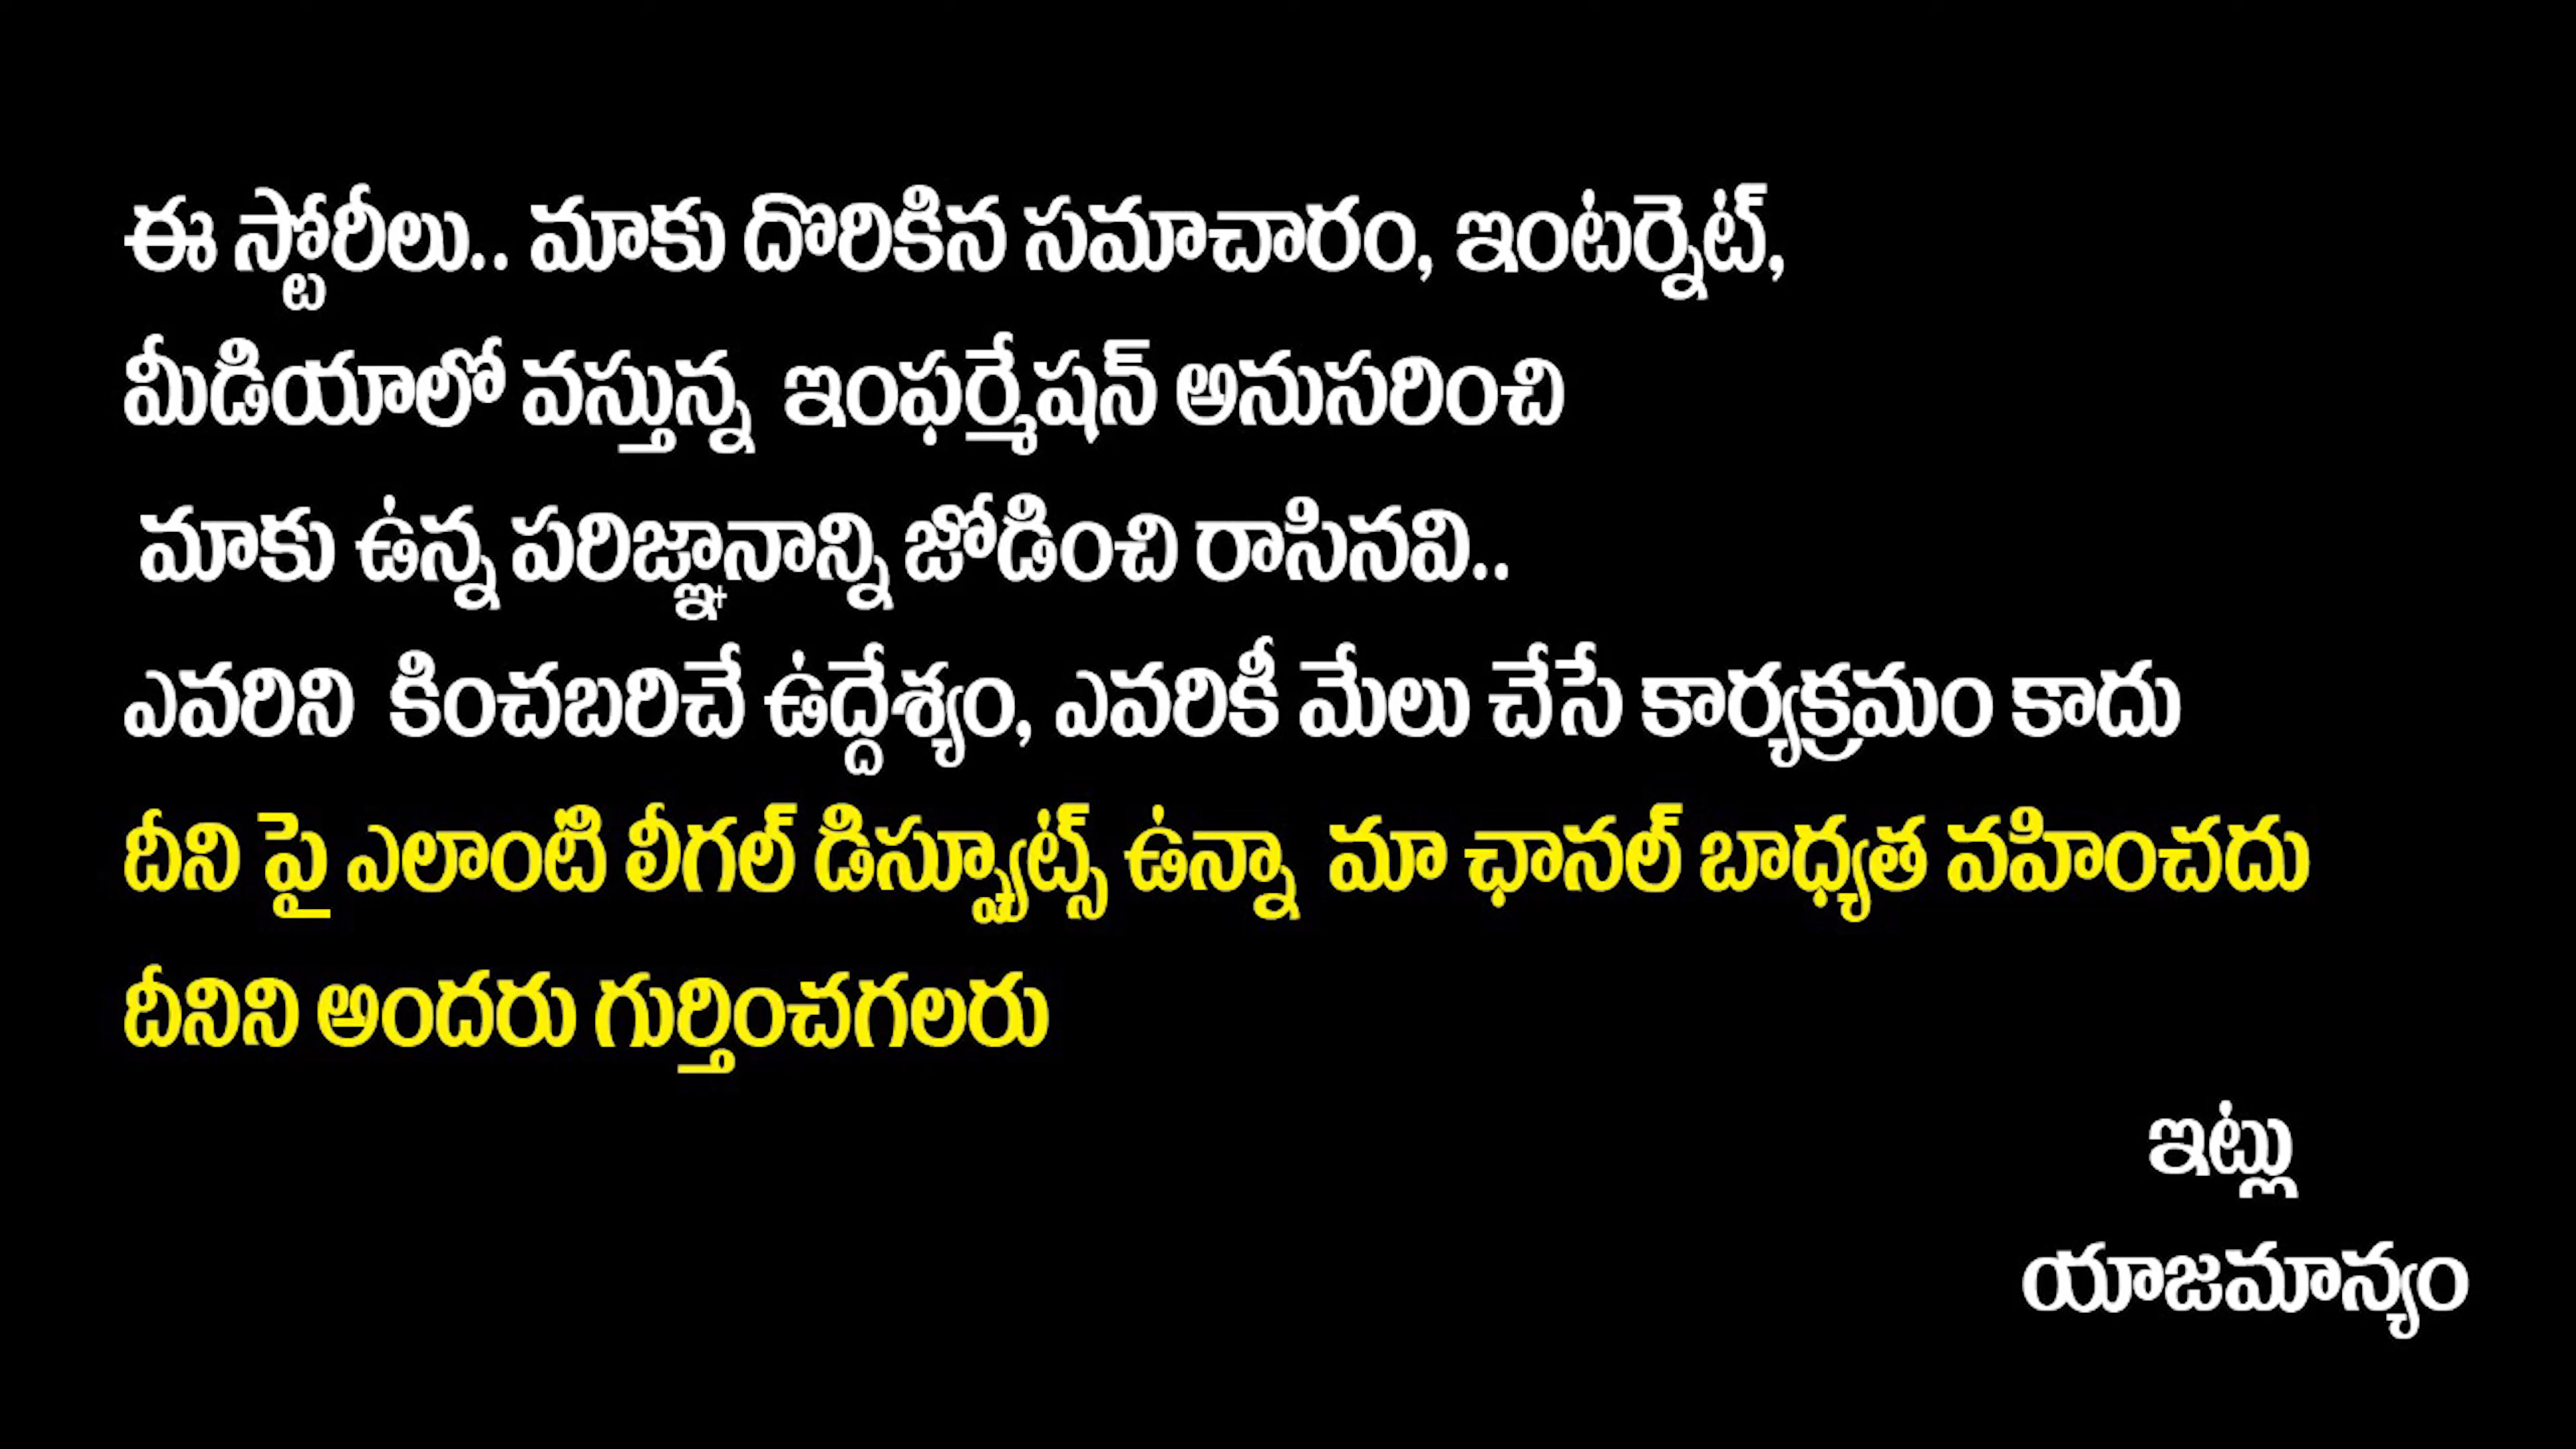 ఈ స్టోరీలు.. మాకు దొరికిన సమాచారం, ఇంటర్నెట్,
మీడియాలో వస్తున్న ఇంఫర్మేషన్ అనుసరించి
మాకు ఉన్న పరిజ్ఞానాన్ని జోడించి రాసినవి..
ఎవరిని కించబరిచే ఉద్దేశ్యం, ఎవరికీ మేలు చేసే కార్యక్రమం కాదు
దీని పై ఎలాంటి లీగల్ డిస్ప్యూట్స్ ఉన్నా మా ఛానల్ బాధ్యత వహించదు
దీనిని అందరు గుర్తించగలరు
ఇట్లు
యాజమాన్యం